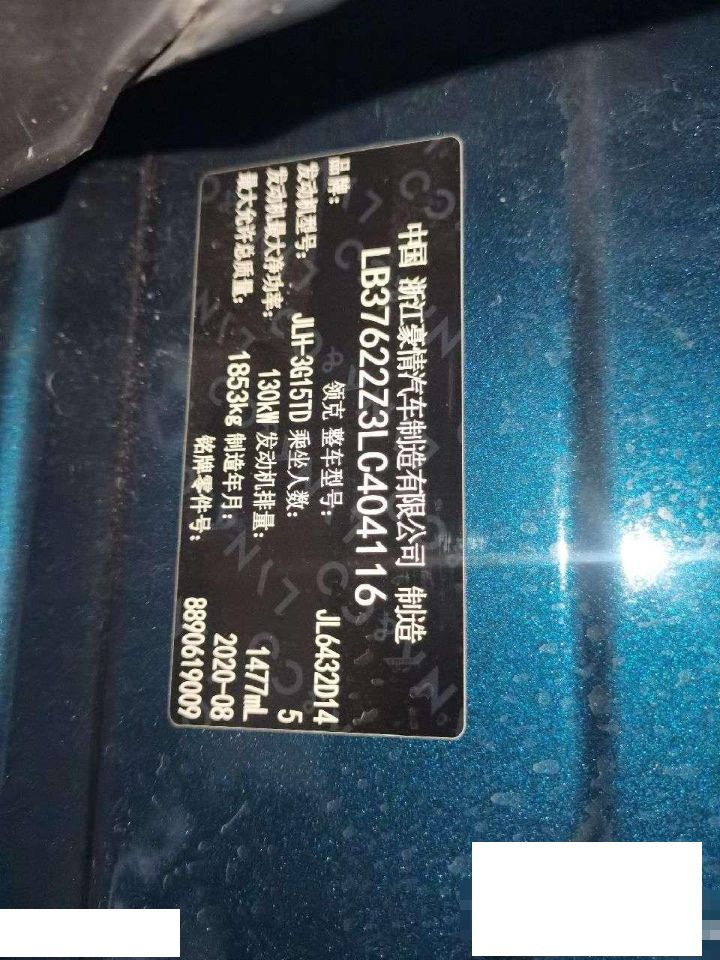 中国 浙江豪情汽车制造有限公司 制造
LB37622Z3LC404116
品牌: 领克 整车型号: JL6432D14
发动机型号: JLH-3G15TD 乘坐人数: 5
发动机最大净功率: 130kW 发动机排量: 1477mL
最大允许总质量: 1853kg 制造年月: 2020-08
铭牌零件号: 8890619009